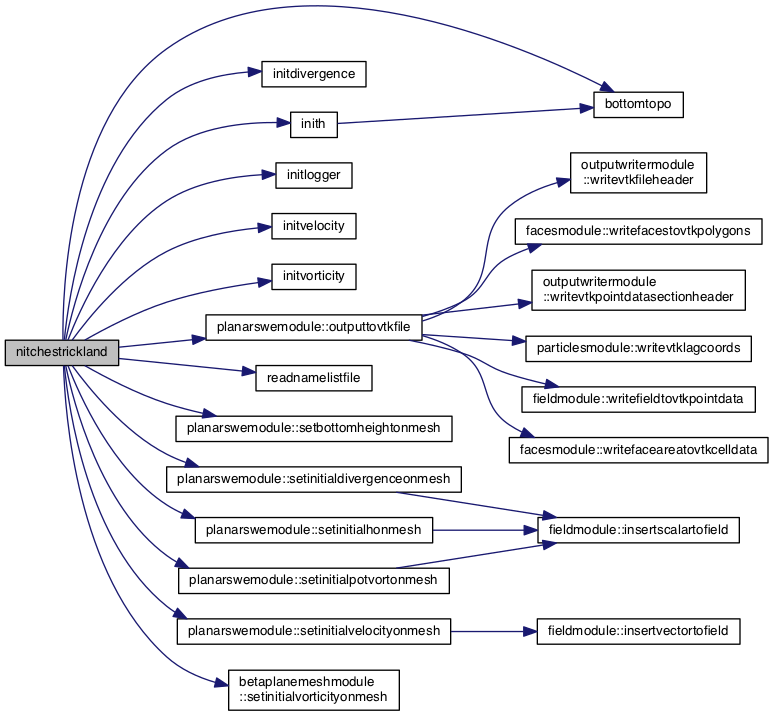 nitchestrickland
initdivergence
inith
initlogger
initvelocity
initvorticity
planarswemodule::outputtovtkfile
readnamelistfile
planarswemodule::setbottomheightonmesh
planarswemodule::setinitialdivergenceonmesh
planarswemodule::setinitialhonmesh
planarswemodule::setinitialpotvortonmesh
planarswemodule::setinitialvelocityonmesh
betaplanemeshmodule
::setinitialvorticityonmesh
bottomtopo
outputwritermodule
::writevtkfileheader
facesmodule::writefacestovtkpolygons
outputwritermodule
::writevtkpointdatasectionheader
particlesmodule::writevtklagcoords
fieldmodule::writefieldtovtkpointdata
facesmodule::writefaceareatovtkcelldata
fieldmodule::insertscalartofield
fieldmodule::insertvectortofield